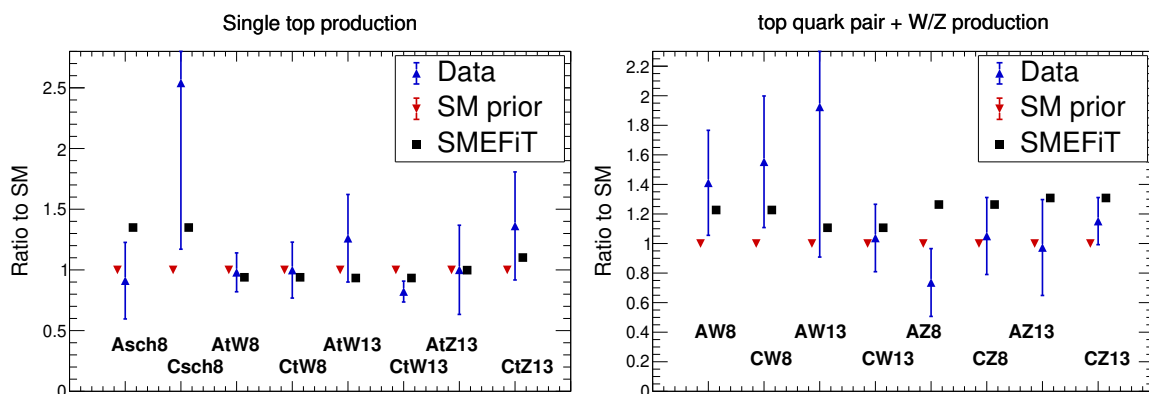 Single top production
Ratio to SM
2.5
2
1.5
1
0.5
0
Data
SM prior
SMEFiT
Asch8
Csch8
AtW8
CtW8
AtW13
CtW13
AtZ13
CtZ13
top quark pair + W/Z production
Ratio to SM
2.2
2
1.8
1.6
1.4
1.2
1
0.8
0.6
0.4
0.2
0
Data
SM prior
SMEFiT
AW8
CW8
AW13
CW13
AZ8
CZ8
AZ13
CZ13